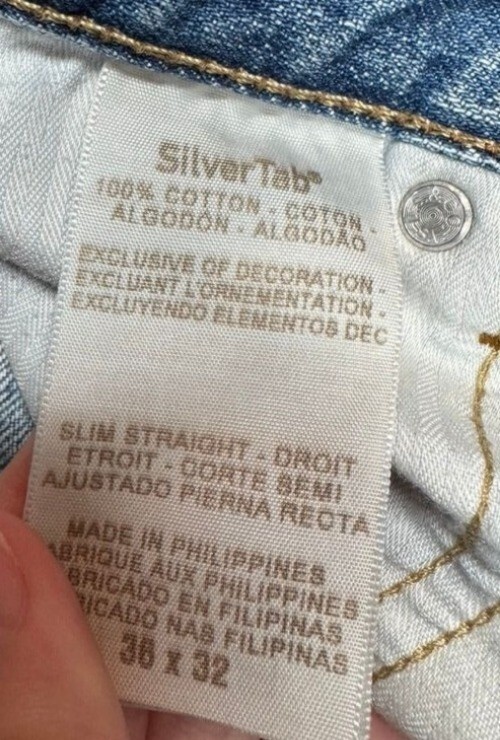 SilverTab®
100% COTTON - COTON -
ALGODÓN - ALGODÃO
EXCLUSIVE OF DECORATION -
EXCLUANT L'ORNEMENTATION -
EXCLUYENDO ELEMENTOS DEC
SLIM STRAIGHT - DROIT
ETROIT - CORTE SEMI
AJUSTADO PIERNA RECTA
MADE IN PHILIPPINES
ABRIQUE AUX PHILIPPINES
BRICADO EN FILIPINAS
RICADO NAS FILIPINAS
36 x 32